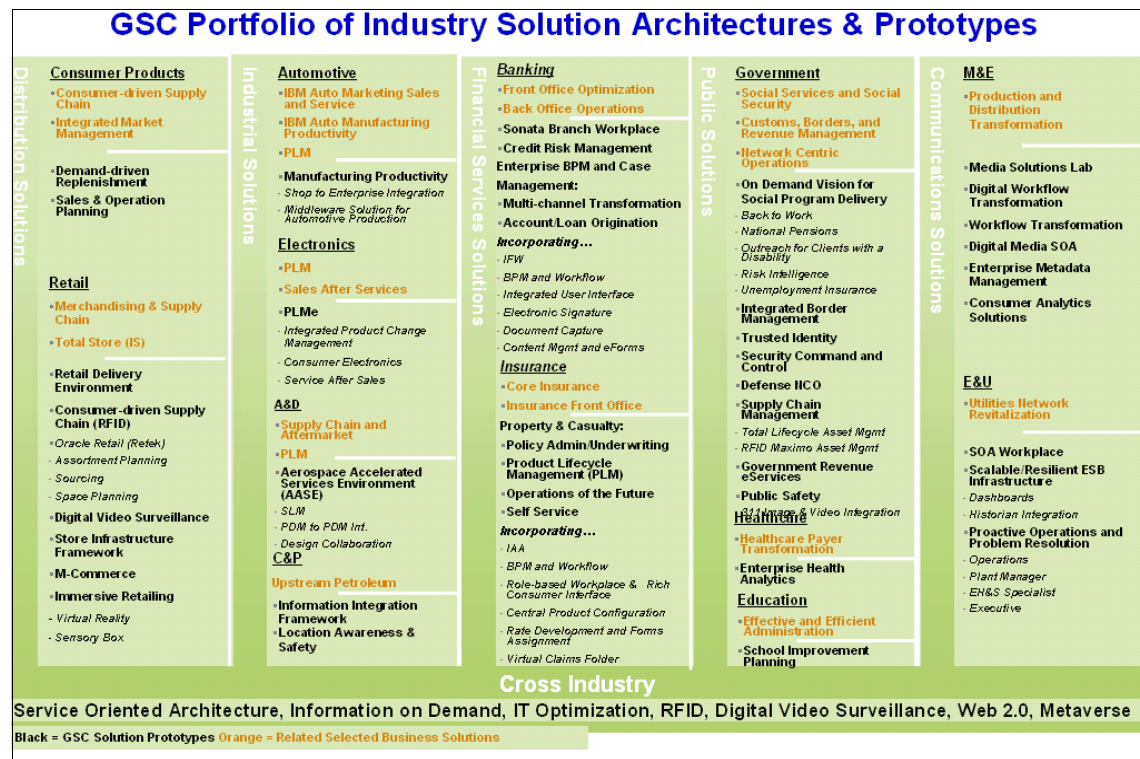 GSC Portfolio of Industry Solution Architectures & Prototypes
Distribution Solutions
Consumer Products
▪Consumer-driven Supply
Chain
▪Integrated Market
Management
▪Demand-driven
Replenishment
▪Sales & Operation
Planning
Retail
▪Merchandising & Supply
Chain
▪Total Store (IS)
▪Retail Delivery
Environment
▪Consumer-driven Supply
Chain (RFID)
- Oracle Retail (Retek)
- Assortment Planning
- Sourcing
- Space Planning
▪Digital Video Surveillance
▪Store Infrastructure
Framework
▪M-Commerce
▪Immersive Retailing
- Virtual Reality
- Sensory Box
Industrial Solutions
Automotive
▪IBM Auto Marketing Sales
and Service
▪IBM Auto Manufacturing
Productivity
▪PLM
▪Manufacturing Productivity
- Shop to Enterprise Integration
- Middleware Solution for
Automotive Production
Electronics
▪PLM
▪Sales After Services
▪PLMe
- Integrated Product Change
Management
- Consumer Electronics
- Service After Sales
A&D
▪Supply Chain and
Aftermarket
▪PLM
▪Aerospace Accelerated
Services Environment
(AASE)
- SLM
- PDM to PDM Int.
- Design Collaboration
C&P
Upstream Petroleum
▪Information Integration
Framework
▪Location Awareness &
Safety
Financial Services Solutions
Banking
▪Front Office Optimization
▪Back Office Operations
▪Sonata Branch Workplace
▪Credit Risk Management
Enterprise BPM and Case
Management:
▪Multi-channel Transformation
▪Account/Loan Origination
Incorporating...
- IFW
- BPM and Workflow
- Integrated User Interface
- Electronic Signature
- Document Capture
- Content Mgmt and eForms
Insurance
▪Core Insurance
▪Insurance Front Office
Property & Casualty:
▪Policy Admin/Underwriting
▪Product Lifecycle
Management (PLM)
▪Operations of the Future
▪Self Service
Incorporating...
- IAA
- BPM and Workflow
- Role-based Workplace & Rich
Consumer Interface
- Central Product Configuration
- Rate Development and Forms
Assignment
- Virtual Claims Folder
Public Solutions
Government
▪Social Services and Social
Security
▪Customs, Borders, and
Revenue Management
▪Network Centric
Operations
▪On Demand Vision for
Social Program Delivery
- Back to Work
- National Pensions
- Outreach for Clients with a
Disability
- Risk Intelligence
- Unemployment Insurance
▪Integrated Border
Management
▪Trusted Identity
▪Security Command and
Control
▪Defense NCO
▪Supply Chain
Management
- Total Lifecycle Asset Mgmt
- RFID Maximo Asset Mgmt
▪Government Revenue
eServices
▪Public Safety
- 311 Image & Video Integration
Healthcare
▪Healthcare Payer
Transformation
▪Enterprise Health
Analytics
Education
▪Effective and Efficient
Administration
▪School Improvement
Planning
Communications Solutions
M&E
▪Production and
Distribution
Transformation
▪Media Solutions Lab
▪Digital Workflow
Transformation
▪Workflow Transformation
▪Digital Media SOA
▪Enterprise Metadata
Management
▪Consumer Analytics
Solutions
E&U
▪Utilities Network
Revitalization
▪SOA Workplace
▪Scalable/Resilient ESB
Infrastructure
- Dashboards
- Historian Integration
▪Proactive Operations and
Problem Resolution
- Operations
- Plant Manager
- EH&S Specialist
- Executive
Cross Industry
Service Oriented Architecture, Information on Demand, IT Optimization, RFID, Digital Video Surveillance, Web 2.0, Metaverse
Black = GSC Solution Prototypes Orange = Related Selected Business Solutions